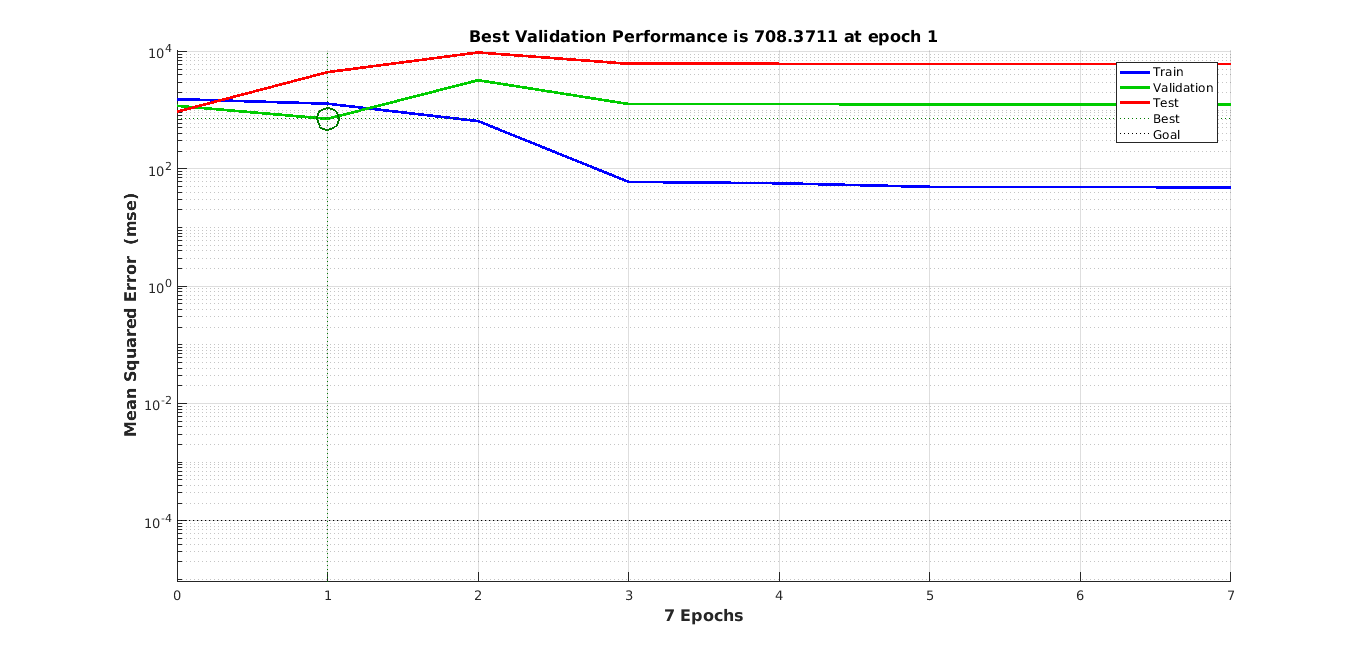 Best Validation Performance is 708.3711 at epoch 1
Mean Squared Error (mse)
10^4
10^2
10^0
10^-2
10^-4
Train
Validation
Test
Best
Goal
0 1 2 3 4 5 6 7
7 Epochs